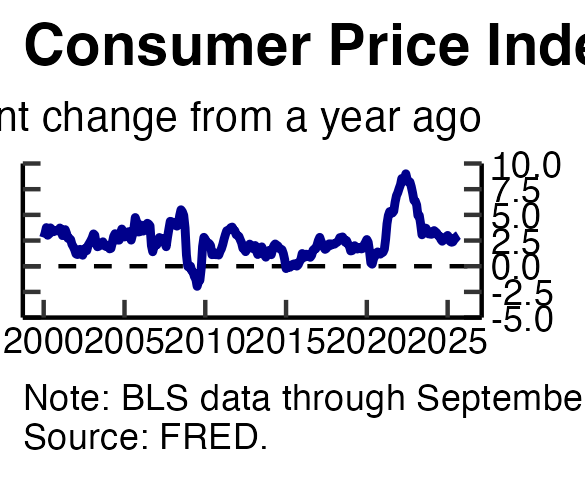 Consumer Price Inde
nt change from a year ago
10.0
7.5
5.0
2.5
0.0
-2.5
-5.0
2000 2005 2010 2015 2020 2025
Note: BLS data through Septembe
Source: FRED.